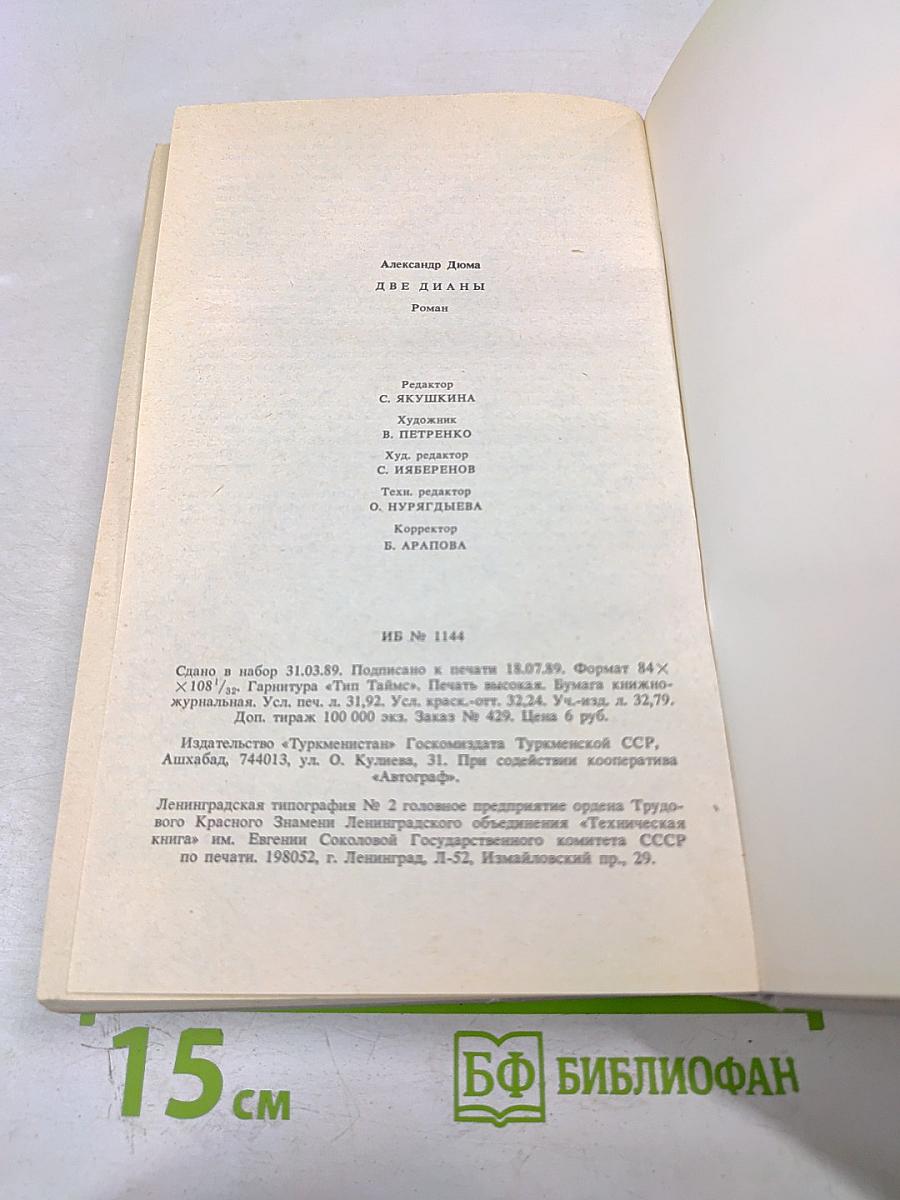 Александр Дюма
ДВЕ ДИАНЫ
Роман
Редактор
С. ЯКУШКИНА
Художник
В. ПЕТРЕНКО
Худ. редактор
С. ИЯБЕРЕНОВ
Техн. редактор
О. НУРЯГДЫЕВА
Корректор
Б. АРАПОВА
ИБ № 1144
Сдано в набор 31.03.89. Подписано к печати 18.07.89. Формат 84×
×108 1/32. Гарнитура «Тип Таймс». Печать высокая. Бумага книжно-
журнальная. Усл. печ. л. 31,92. Усл. краск.-отт. 32,24. Уч.-изд. л. 32,79.
Доп. тираж 100 000 экз. Заказ № 429. Цена 6 руб.
Издательство «Туркменистан» Госкомиздата Туркменской ССР,
Ашхабад, 744013, ул. О. Кулиева, 31. При содействии кооператива
«Автограф».
Ленинградская типография № 2 головное предприятие ордена Трудо-
вого Красного Знамени Ленинградского объединения «Техническая
книга» им. Евгении Соколовой Государственного комитета СССР
по печати. 198052, г. Ленинград, Л-52, Измайловский пр., 29.
15 см
БФ БИБЛИОФАН